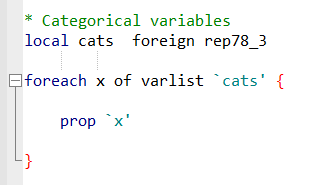 * Categorical variables
local cats  foreign rep78_3
foreach x of varlist `cats' {
prop `x'
}